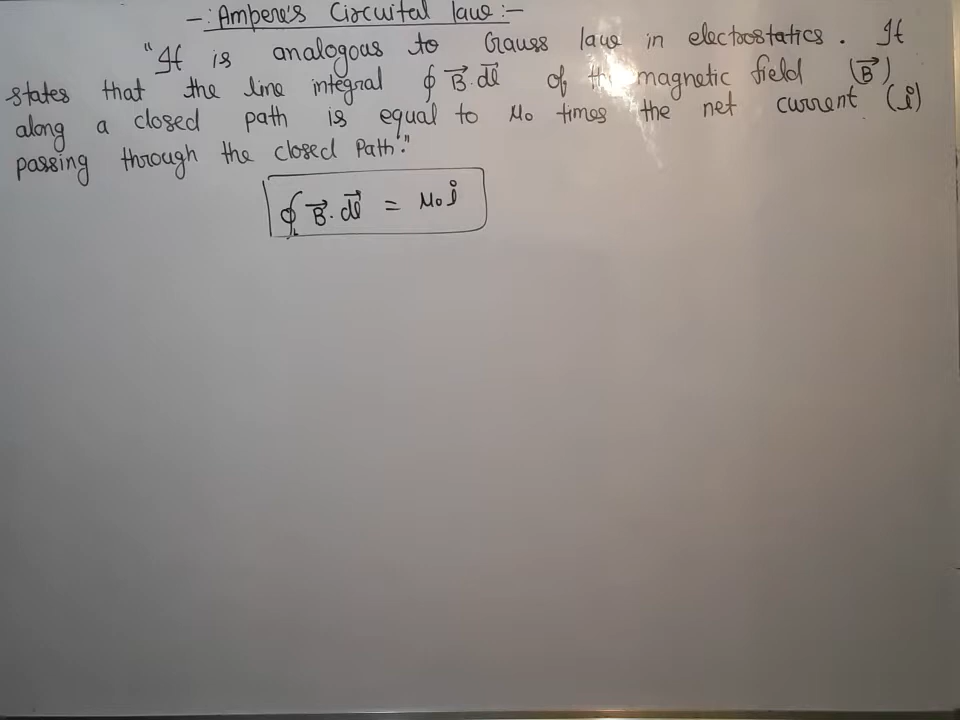 -: Ampere's Circuital law :-
"It is analogous to Gauss law in electrostatics. It
states that the line integral ∮ B⃗. dl⃗ of the magnetic field (B⃗)
along a closed path is equal to μ₀ times the net current (i)
passing through the closed Path."
∮ B⃗. dl⃗ = μ₀ i